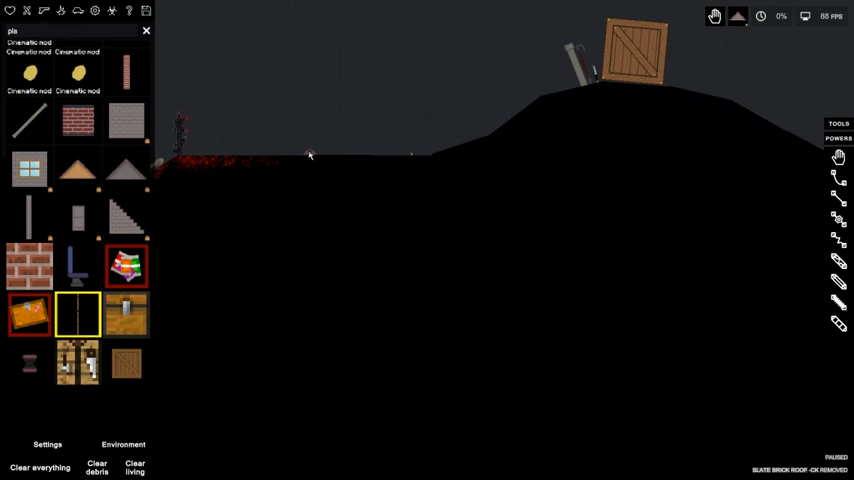 pla
0%
88 FPS
Cinematic mod
Cinematic mod Cinematic mod
Cinematic mod Cinematic mod
TOOLS
POWERS
Settings Environment
Clear everything Clear debris Clear living
PAUSED
SLATE BRICK ROOF -CK REMOVED